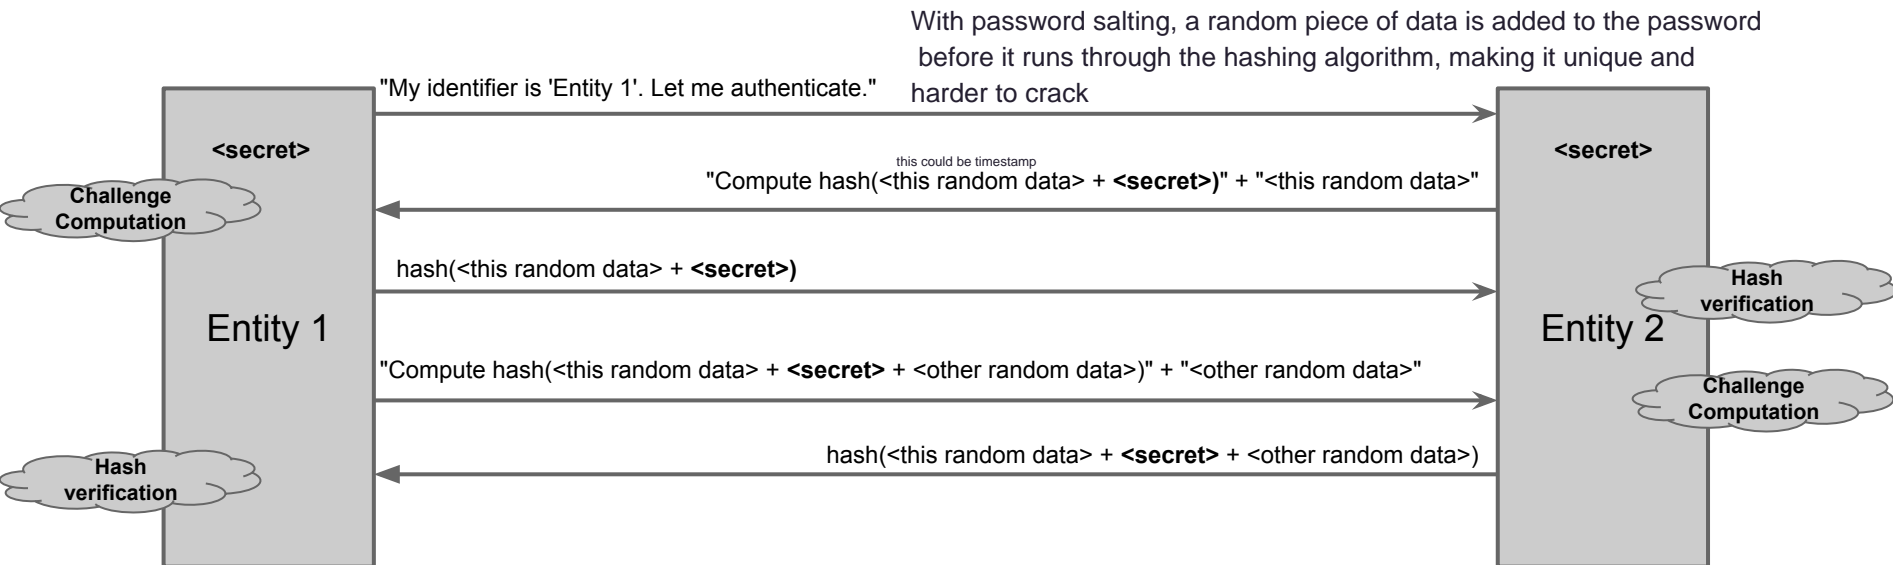 With password salting, a random piece of data is added to the password
before it runs through the hashing algorithm, making it unique and
harder to crack
"My identifier is 'Entity 1'. Let me authenticate."
<secret>
<secret>
this could be timestamp
"Compute hash(<this random data> + <secret>)" + "<this random data>"
Challenge
Computation
hash(<this random data> + <secret>)
Hash
verification
Entity 1
Entity 2
"Compute hash(<this random data> + <secret> + <other random data>)" + "<other random data>"
Challenge
Computation
hash(<this random data> + <secret> + <other random data>)
Hash
verification